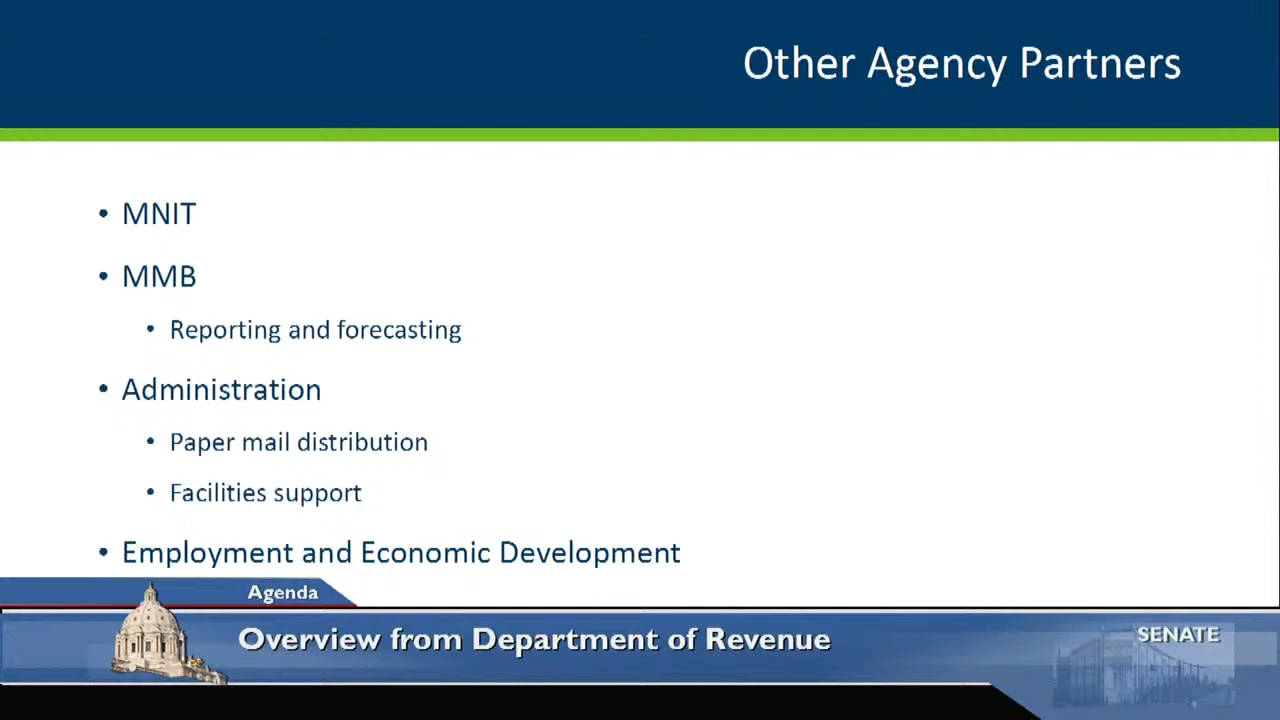 Other Agency Partners
• MNIT
• MMB
• Reporting and forecasting
• Administration
• Paper mail distribution
• Facilities support
• Employment and Economic Development
Agenda
Overview from Department of Revenue
SENATE